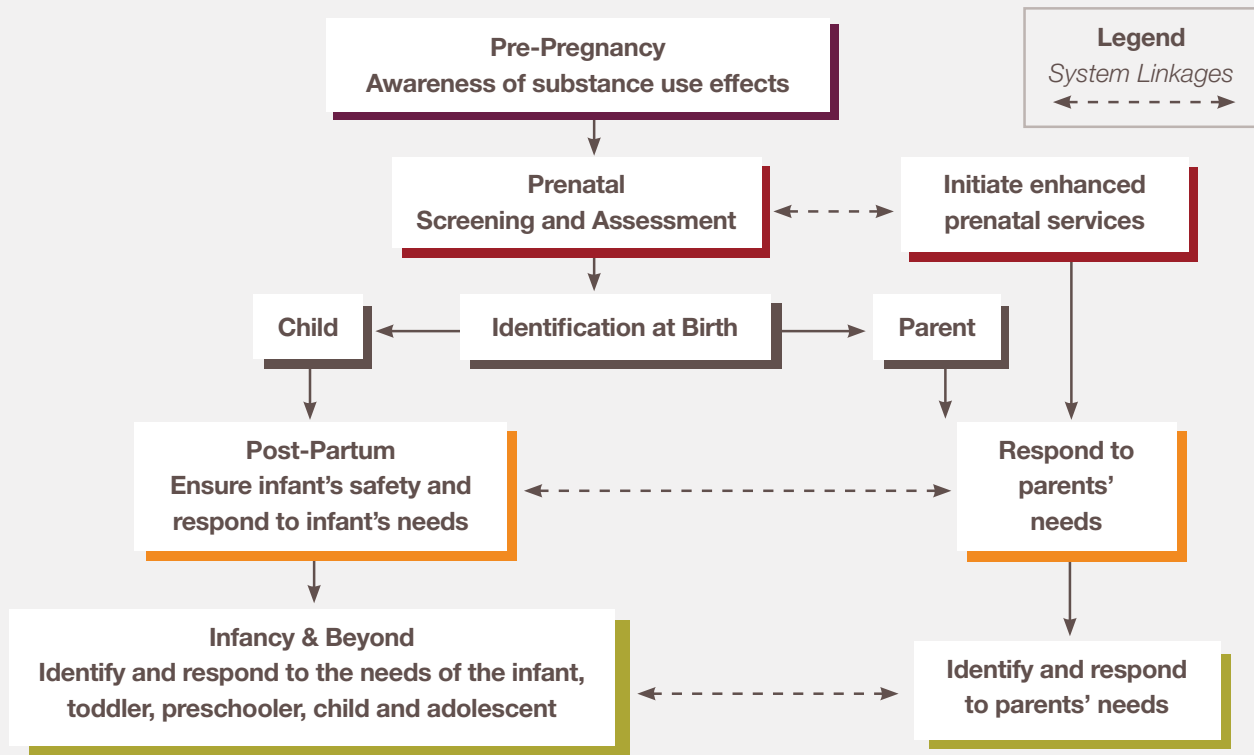 Pre-Pregnancy
Awareness of substance use effects
Legend
System Linkages
Prenatal
Screening and Assessment
Initiate enhanced
prenatal services
Child
Identification at Birth
Parent
Post-Partum
Ensure infant’s safety and
respond to infant’s needs
Respond to
parents’
needs
Infancy & Beyond
Identify and respond to the needs of the infant,
toddler, preschooler, child and adolescent
Identify and respond
to parents’ needs